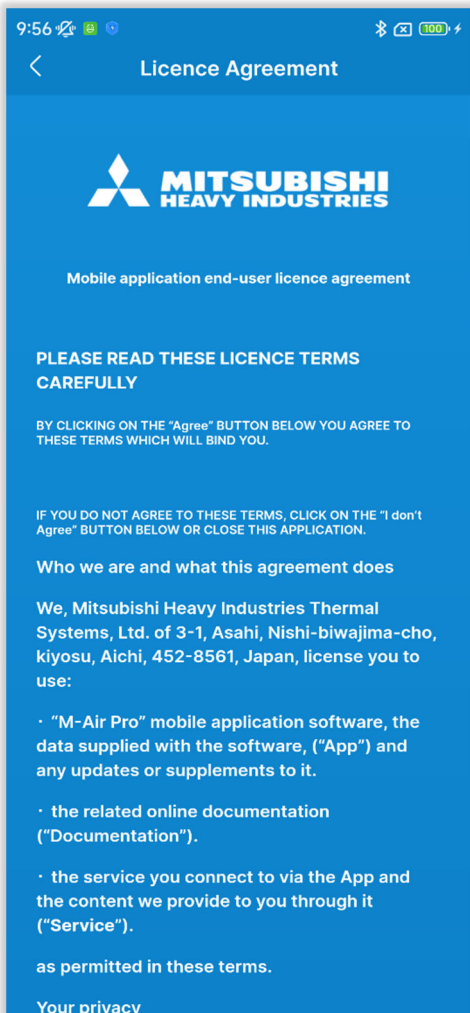 9:56
100
Licence Agreement
MITSUBISHI
HEAVY INDUSTRIES
Mobile application end-user licence agreement
PLEASE READ THESE LICENCE TERMS
CAREFULLY
BY CLICKING ON THE “Agree” BUTTON BELOW YOU AGREE TO
THESE TERMS WHICH WILL BIND YOU.
IF YOU DO NOT AGREE TO THESE TERMS, CLICK ON THE “I don't
Agree” BUTTON BELOW OR CLOSE THIS APPLICATION.
Who we are and what this agreement does
We, Mitsubishi Heavy Industries Thermal
Systems, Ltd. of 3-1, Asahi, Nishi-biwajima-cho,
kiyosu, Aichi, 452-8561, Japan, license you to
use:
· “M-Air Pro” mobile application software, the
data supplied with the software, (“App”) and
any updates or supplements to it.
· the related online documentation
(“Documentation”).
· the service you connect to via the App and
the content we provide to you through it
(“Service”).
as permitted in these terms.
Your privacy